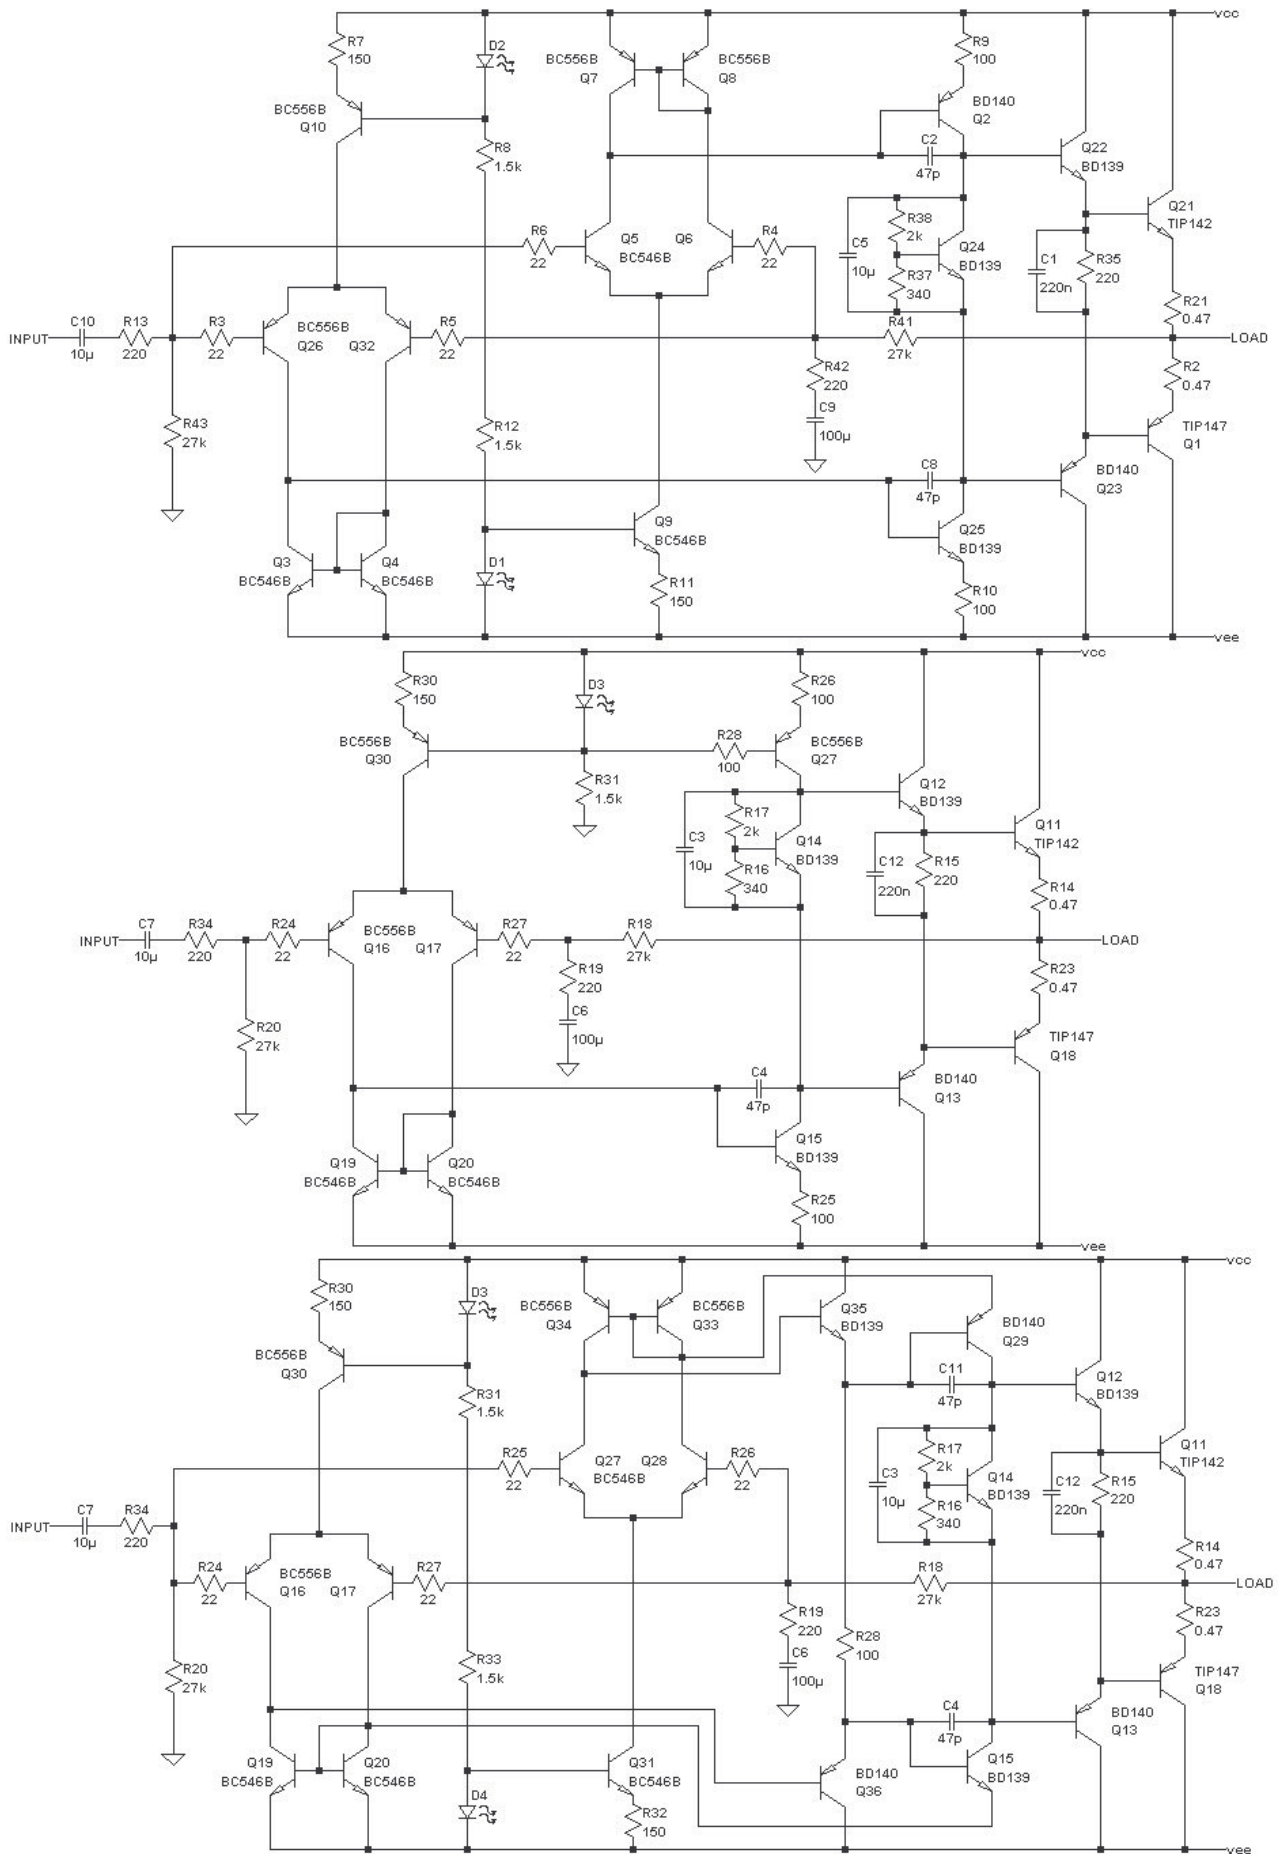 vcc
R7
150
D2
BC556B
Q7
BC556B
Q8
R9
100
BC556B
Q10
BD140
Q2
R8
1.5k
C2
47p
Q22
BD139
R38
2k
Q21
TIP142
R6
22
Q5
Q6
BC546B
R4
22
C5
10µ
Q24
BD139
C1
220n
R35
220
R37
340
R21
0.47
INPUT
C10
10µ
R13
220
R3
22
BC556B
Q26
Q32
R5
22
R41
27k
LOAD
R42
220
R2
0.47
R43
27k
R12
1.5k
C9
100µ
TIP147
Q1
C8
47p
BD140
Q23
Q9
BC546B
Q25
BD139
Q3
BC546B
Q4
BC546B
D1
R11
150
R10
100
vee
vcc
R30
150
D3
R26
100
BC556B
Q30
R28
100
BC556B
Q27
R31
1.5k
Q12
BD139
R17
2k
Q11
TIP142
C3
10µ
Q14
BD139
C12
220n
R15
220
R16
340
R14
0.47
INPUT
C7
10µ
R34
220
R24
22
BC556B
Q16
Q17
R27
22
R18
27k
LOAD
R19
220
R23
0.47
R20
27k
C6
100µ
TIP147
Q18
C4
47p
BD140
Q13
Q15
BD139
Q19
BC546B
Q20
BC546B
R25
100
vee
vcc
R30
150
D3
BC556B
Q34
BC556B
Q33
Q35
BD139
BD140
Q29
BC556B
Q30
C11
47p
Q12
BD139
R31
1.5k
R25
22
Q27
Q28
BC546B
R26
22
R17
2k
Q11
TIP142
C3
10µ
Q14
BD139
C12
220n
R15
220
R16
340
INPUT
C7
10µ
R34
220
R14
0.47
R24
22
BC556B
Q16
Q17
R27
22
R18
27k
LOAD
R19
220
R28
100
R23
0.47
R20
27k
R33
1.5k
C6
100µ
TIP147
Q18
C4
47p
BD140
Q13
Q19
BC546B
Q20
BC546B
Q31
BC546B
BD140
Q36
Q15
BD139
D4
R32
150
vee